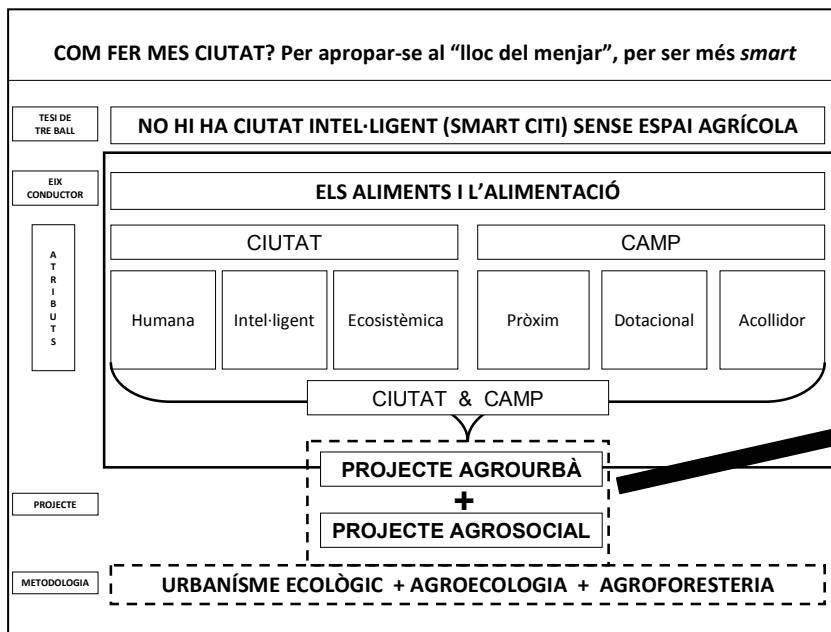 COM FER MES CIUTAT? Per apropar-se al “lloc del menjar”, per ser més smart
TESI DE
TRE BALL
NO HI HA CIUTAT INTEL·LIGENT (SMART CITI) SENSE ESPAI AGRÍCOLA
EIX
CONDUCTOR
ELS ALIMENTS I L’ALIMENTACIÓ
A
T
R
I
B
U
T
S
CIUTAT
CAMP
Humana
Intel·ligent
Ecosistèmica
Pròxim
Dotacional
Acollidor
CIUTAT & CAMP
PROJECTE
PROJECTE AGROURBÀ
+
PROJECTE AGROSOCIAL
METODOLOGIA
URBANÍSME ECOLÒGIC + AGROECOLOGIA + AGROFORESTERIA